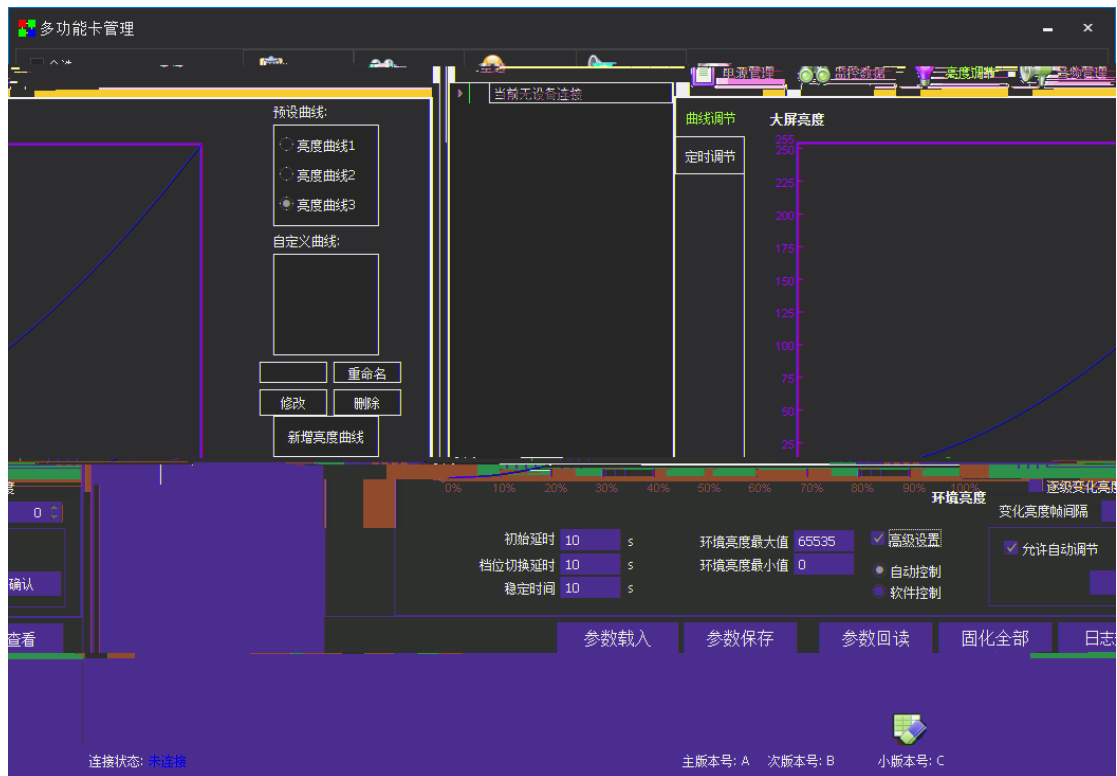 多功能卡管理
电源管理 监控数据 亮度调节
当前无设备连接
预设曲线:
亮度曲线1
亮度曲线2
亮度曲线3
自定义曲线:
重命名
修改 删除
新增亮度曲线
曲线调节
定时调节
大屏亮度
255
250
225
200
175
150
125
100
75
50
25
0% 10% 20% 30% 40% 50% 60% 70% 80% 90% 100%
环境亮度
逐级变化亮度
变化亮度帧间隔
度
0
确认
初始延时 10 s
档位切换延时 10 s
稳定时间 10 s
环境亮度最大值 65535
环境亮度最小值 0
高级设置
自动控制
软件控制
允许自动调节
查看 参数载入 参数保存 参数回读 固化全部 日志
连接状态: 未连接
主版本号: A 次版本号: B 小版本号: C